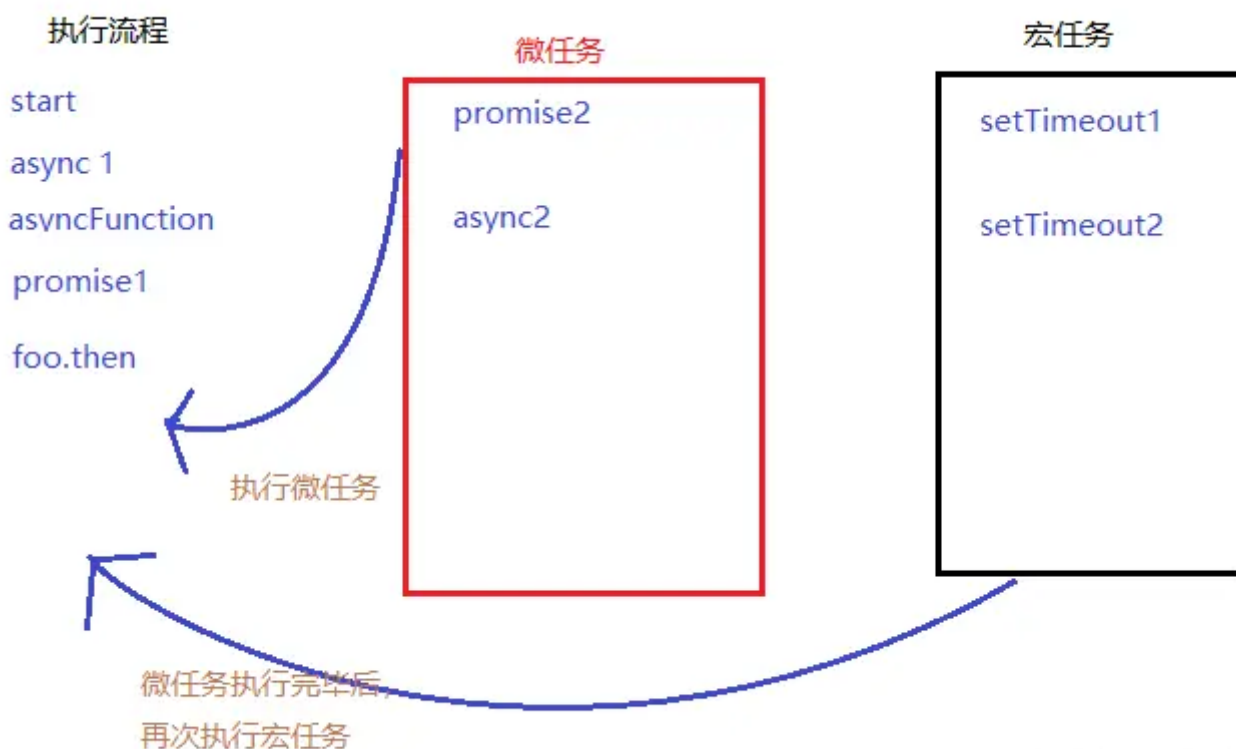 执行流程
start
async 1
asyncFunction
promise1
foo.then
微任务
promise2
async2
宏任务
setTimeout1
setTimeout2
执行微任务
微任务执行完毕后，
再次执行宏任务